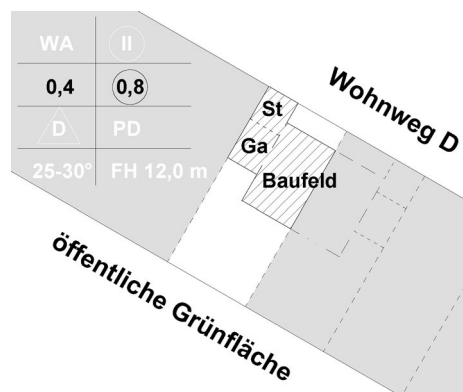 WA II
0,4 0,8
D PD
25-30° FH 12,0 m
St
Ga
Baufeld
Wohnweg D
öffentliche Grünfläche